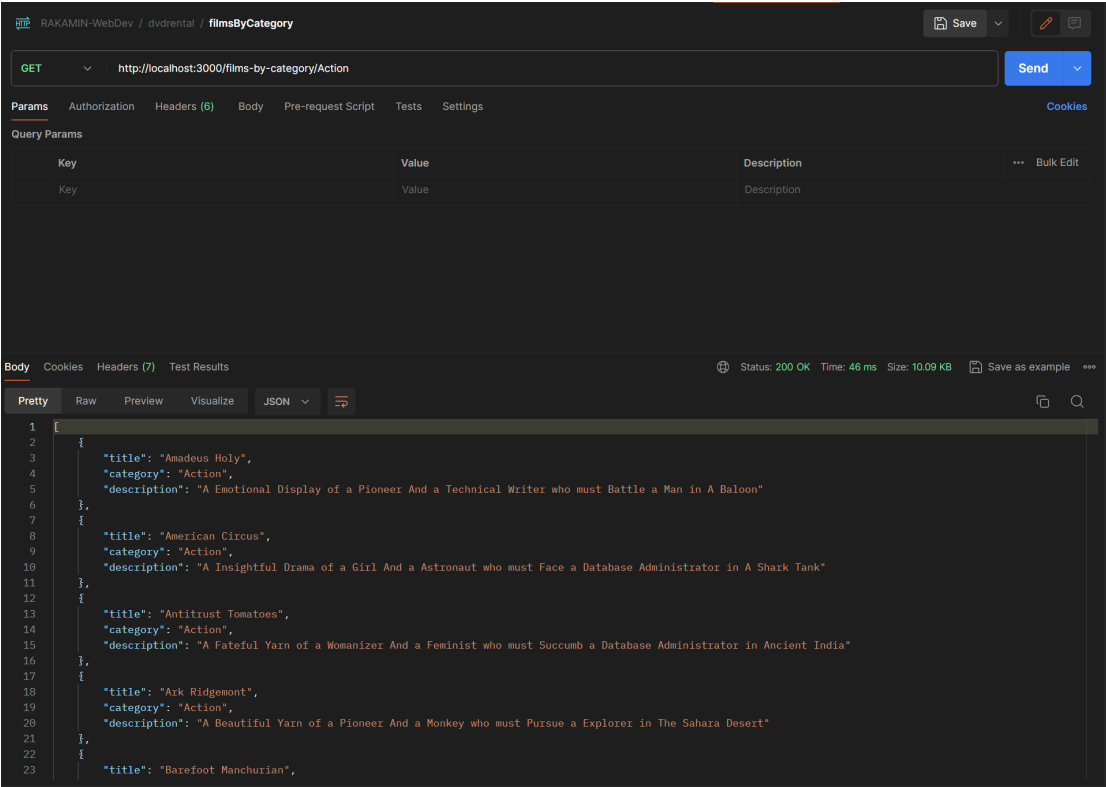 HTTP RAKAMIN-WebDev / dvdrental / filmsByCategory Save
GET http://localhost:3000/films-by-category/Action Send
Params Authorization Headers (6) Body Pre-request Script Tests Settings Cookies
Query Params
Key Value Description Bulk Edit
Key Value Description
Body Cookies Headers (7) Test Results Status: 200 OK Time: 46 ms Size: 10.09 KB Save as example
Pretty Raw Preview Visualize JSON
1 [
2 {
3 "title": "Amadeus Holy",
4 "category": "Action",
5 "description": "A Emotional Display of a Pioneer And a Technical Writer who must Battle a Man in A Baloon"
6 },
7 {
8 "title": "American Circus",
9 "category": "Action",
10 "description": "A Insightful Drama of a Girl And a Astronaut who must Face a Database Administrator in A Shark Tank"
11 },
12 {
13 "title": "Antitrust Tomatoes",
14 "category": "Action",
15 "description": "A Fateful Yarn of a Womanizer And a Feminist who must Succumb a Database Administrator in Ancient India"
16 },
17 {
18 "title": "Ark Ridgemont",
19 "category": "Action",
20 "description": "A Beautiful Yarn of a Pioneer And a Monkey who must Pursue a Explorer in The Sahara Desert"
21 },
22 {
23 "title": "Barefoot Manchurian",